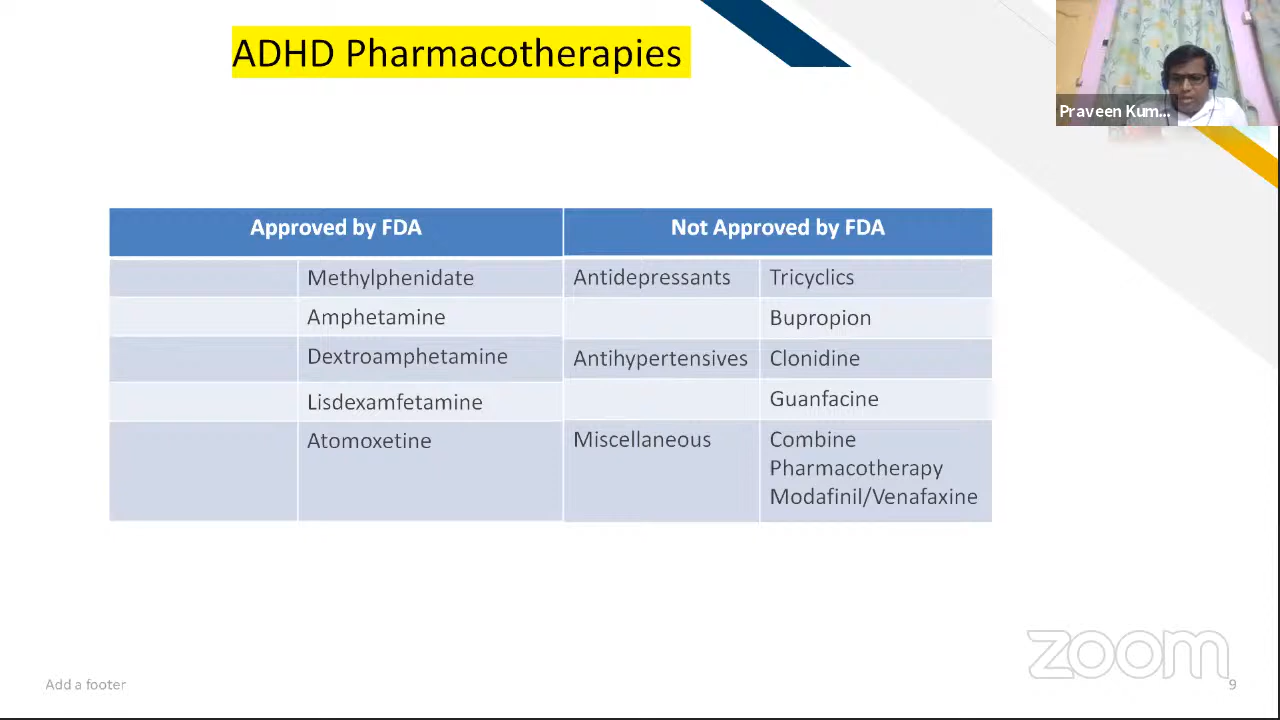 ADHD Pharmacotherapies
Praveen Kum...
Approved by FDA
Not Approved by FDA
Methylphenidate
Antidepressants
Tricyclics
Amphetamine
Bupropion
Dextroamphetamine
Antihypertensives
Clonidine
Lisdexamfetamine
Guanfacine
Atomoxetine
Miscellaneous
Combine
Pharmacotherapy
Modafinil/Venafaxine
zoom
Add a footer
9